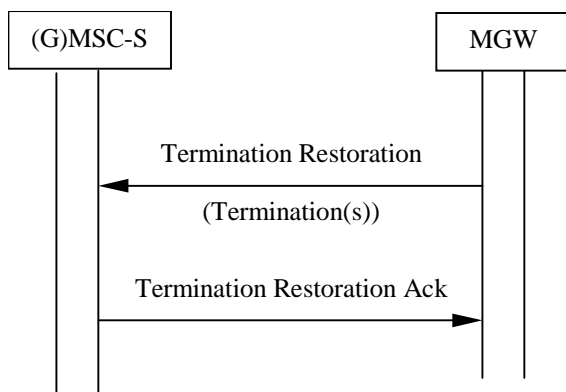 (G)MSC-S
MGW
Termination Restoration
(Termination(s))
Termination Restoration Ack